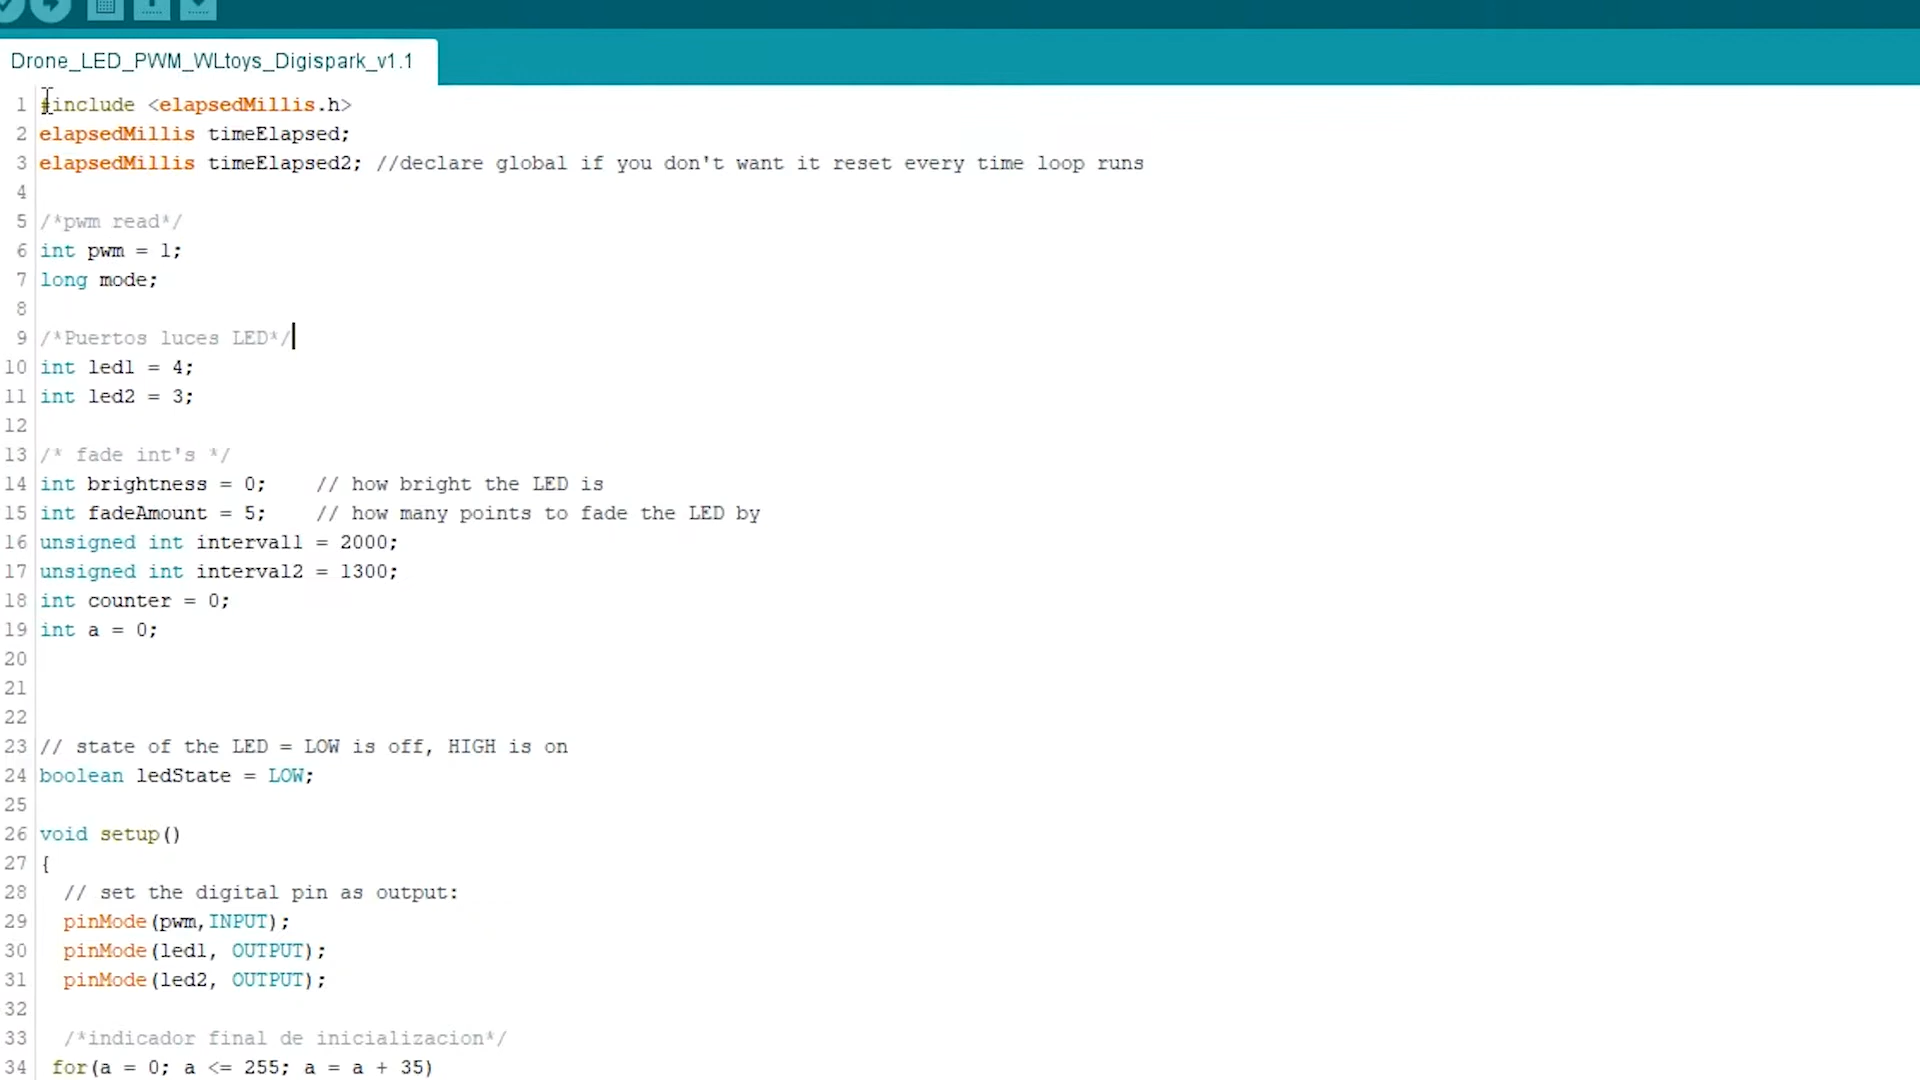 Drone_LED_PWM_WLtoys_Digispark_v1.1
1 #include <elapsedMillis.h>
2 elapsedMillis timeElapsed;
3 elapsedMillis timeElapsed2; //declare global if you don't want it reset every time loop runs
4
5 /*pwm read*/
6 int pwm = 1;
7 long mode;
8
9 /*Puertos luces LED*/
10 int led1 = 4;
11 int led2 = 3;
12
13 /* fade int's */
14 int brightness = 0;    // how bright the LED is
15 int fadeAmount = 5;    // how many points to fade the LED by
16 unsigned int interval1 = 2000;
17 unsigned int interval2 = 1300;
18 int counter = 0;
19 int a = 0;
20
21
22
23 // state of the LED = LOW is off, HIGH is on
24 boolean ledState = LOW;
25
26 void setup()
27 {
28   // set the digital pin as output:
29   pinMode(pwm,INPUT);
30   pinMode(led1, OUTPUT);
31   pinMode(led2, OUTPUT);
32
33   /*indicador final de inicializacion*/
34  for(a = 0; a <= 255; a = a + 35)